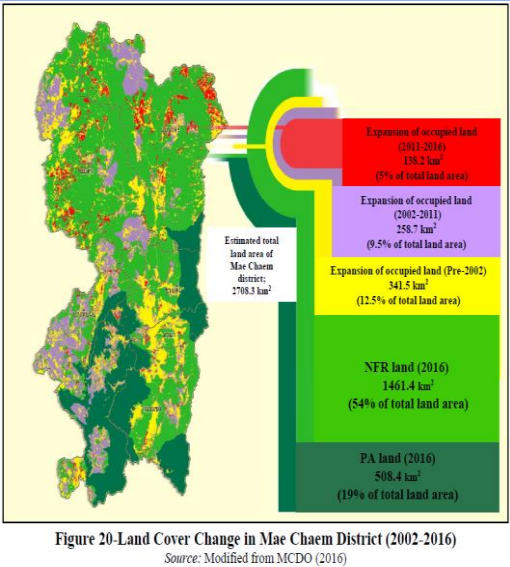 Expansion of occupied land
(2011-2016)
138.2 km²
(5% of total land area)
Expansion of occupied land
(2002-2011)
258.7 km²
(9.5% of total land area)
Estimated total
land area of
Mae Chaem
district;
2708.3 km²
Expansion of occupied land (Pre-2002)
341.5 km²
(12.5% of total land area)
NFR land (2016)
1461.4 km²
(54% of total land area)
PA land (2016)
508.4 km²
(19% of total land area)
Figure 20-Land Cover Change in Mae Chaem District (2002-2016)
Source: Modified from MCDO (2016)